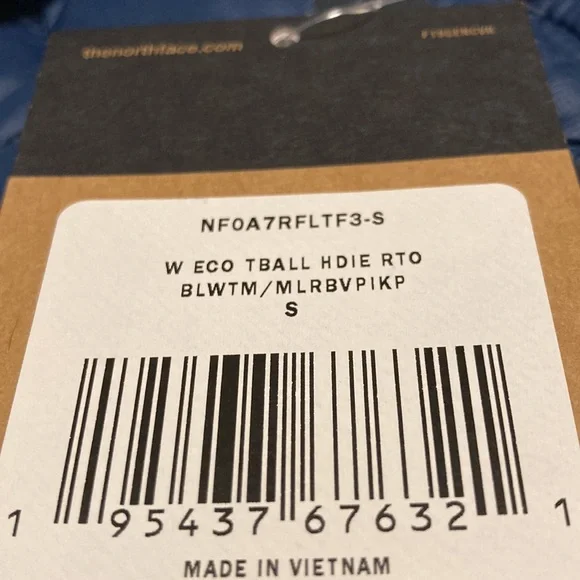 thenorthface.com
NF0A7RFLTF3-S
W ECO TBALL HDIE RTO
BLWTM/MLRBVPIKP
S
1 95437 67632 1
MADE IN VIETNAM